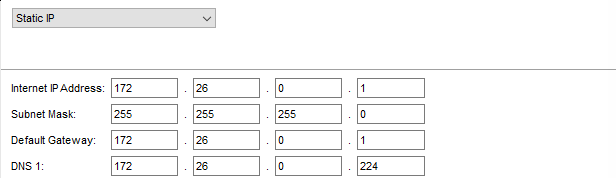 Static IP
Internet IP Address: 172 . 26 . 0 . 1
Subnet Mask: 255 . 255 . 255 . 0
Default Gateway: 172 . 26 . 0 . 1
DNS 1: 172 . 26 . 0 . 224